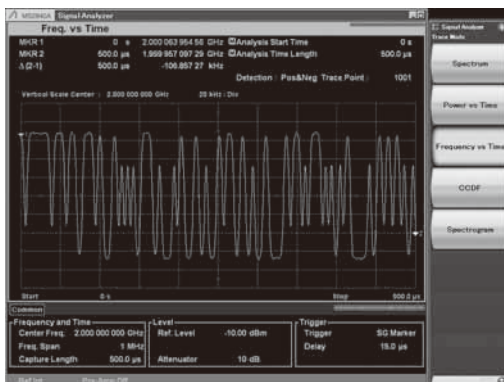 MS2690A Signal Analyzer
Freq. vs Time
MKR 1 0 s 2.000 063 954 56 GHz Analysis Start Time 0 s
MKR 2 500.0 µs 1.999 957 097 29 GHz Analysis Time Length 500.0 µs
Δ(2-1) 500.0 µs -106.857 27 kHz
Detection : Pos&Neg Trace Point : 1001
Vertical Scale Center : 2.000 000 000 GHz 20 kHz / Div
Start 0 s Stop 500.0 µs
Common
Frequency and Time
Center Freq. 2.000 000 000 GHz
Freq. Span 1 MHz
Capture Length 500.0 µs
Level
Ref. Level -10.00 dBm
Attenuator 10 dB
Trigger
Trigger SG Marker
Delay 15.0 µs
Ref.Int Pre-Amp Off
Signal Analyzer
Trace Mode
Spectrum
Power vs Time
Frequency vs Time
CCDF
Spectrogram